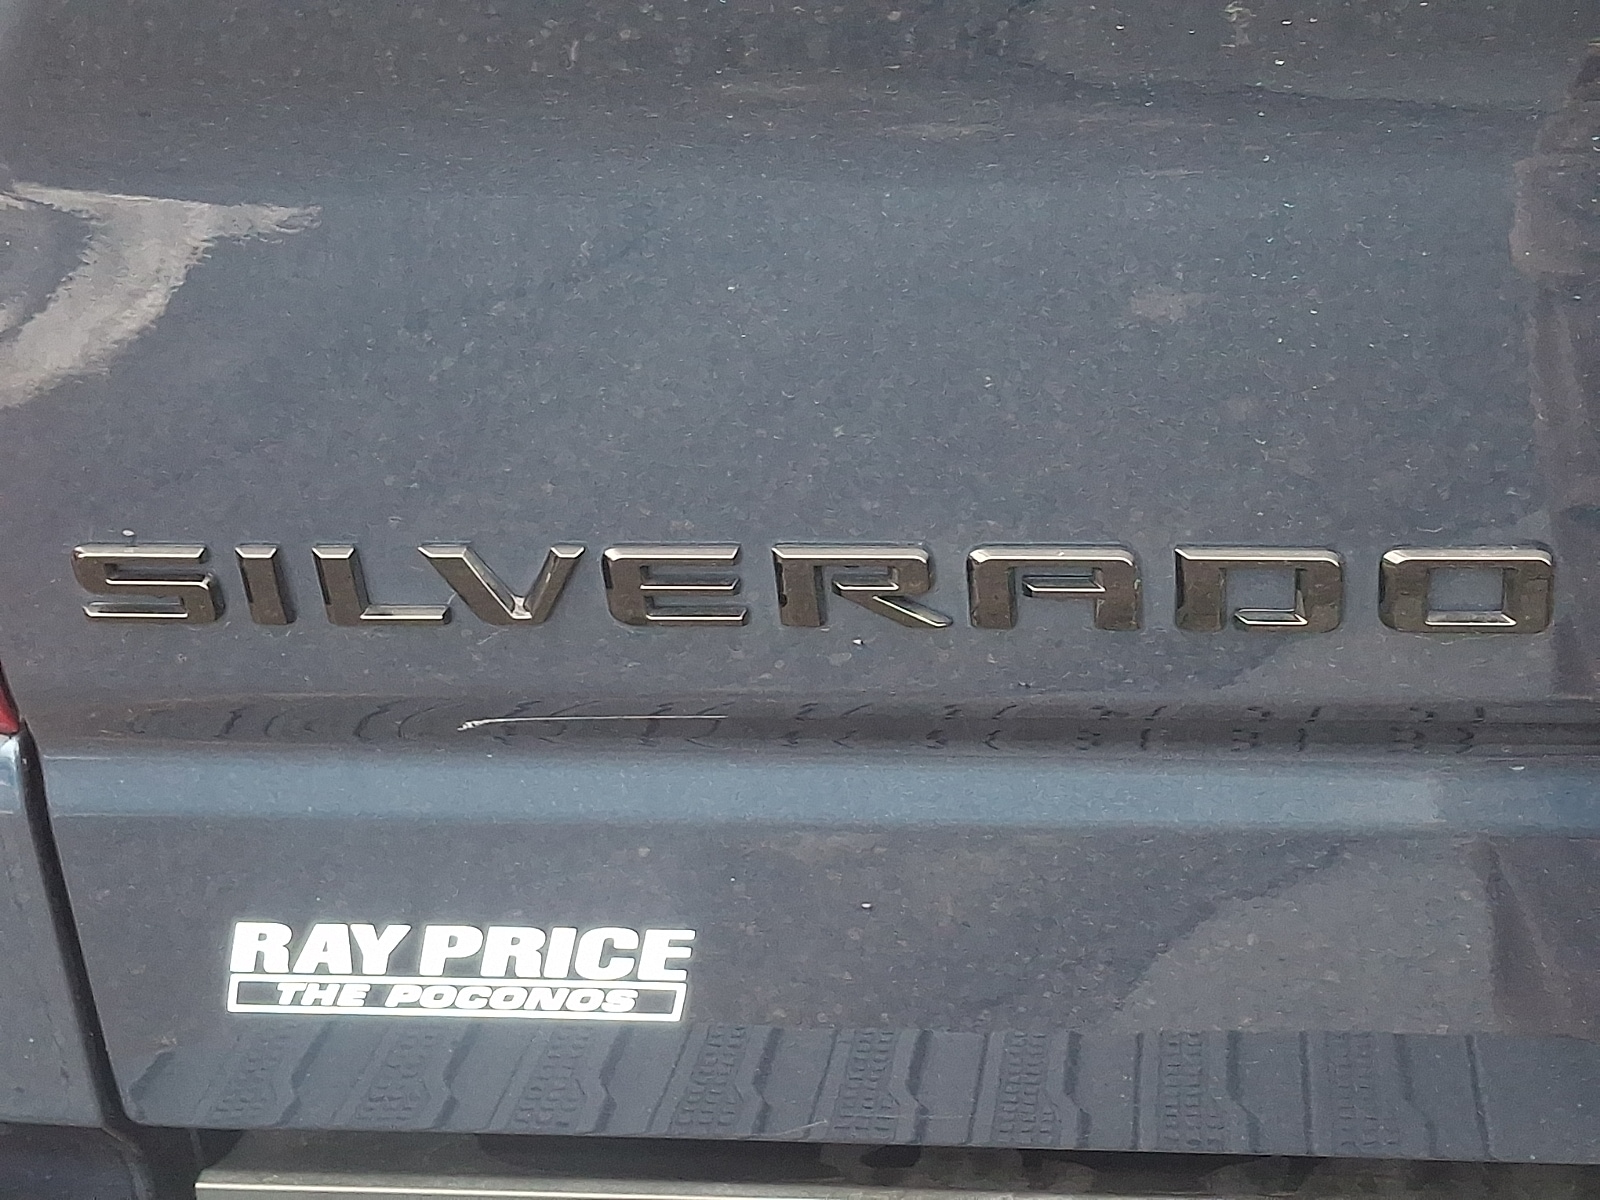 SILVERADO
RAY PRICE
THE POCONOS